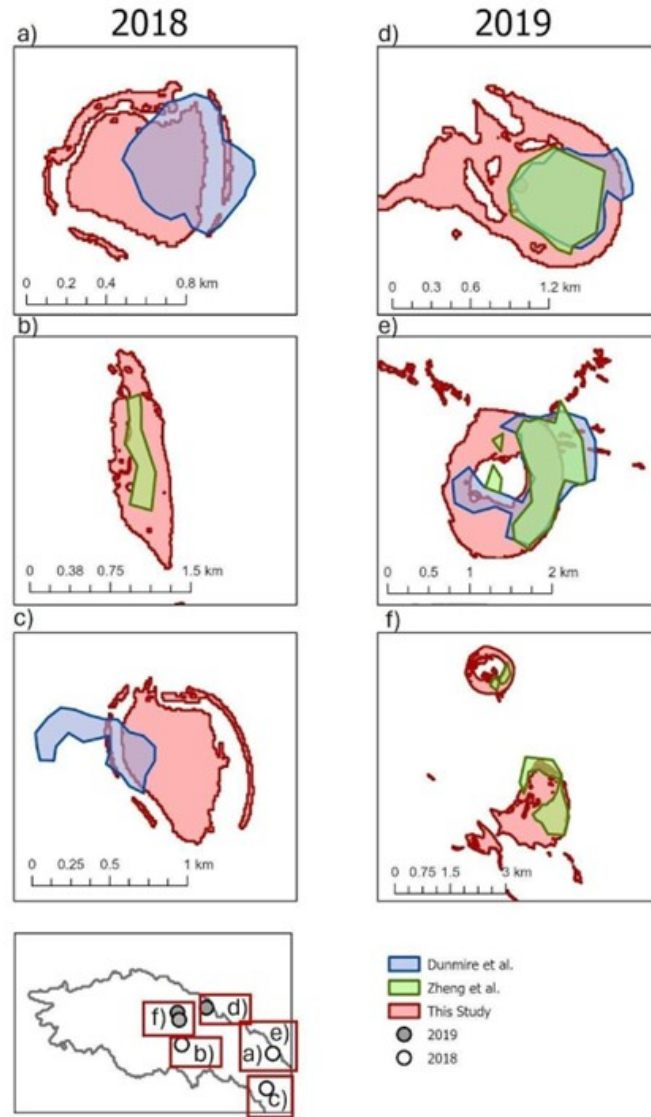 2018 2019
a) d)
0 0.2 0.4 0.8 km
0 0.3 0.6 1.2 km
b) e)
0 0.38 0.75 1.5 km
0 0.5 1 2 km
c) f)
0 0.25 0.5 1 km
0 0.75 1.5 3 km
f) d)
b) a) e)
c)
Dunmire et al.
Zheng et al.
This Study
2019
2018